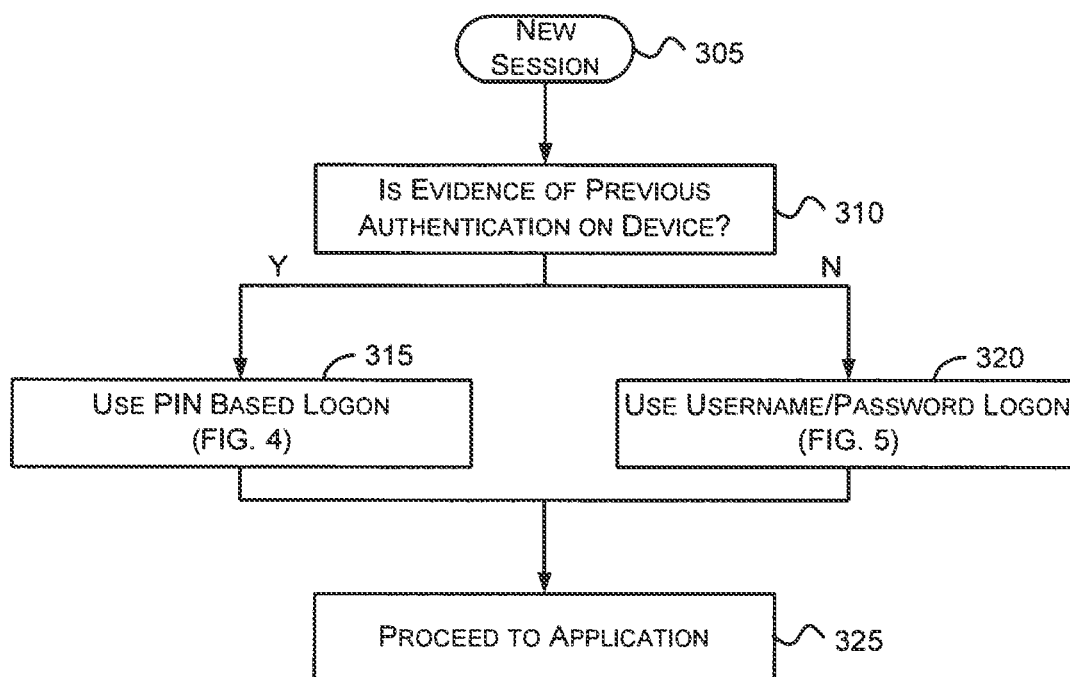 NEW
SESSION
305
IS EVIDENCE OF PREVIOUS
AUTHENTICATION ON DEVICE?
310
Y
N
315
320
USE PIN BASED LOGON
(FIG. 4)
USE USERNAME/PASSWORD LOGON
(FIG. 5)
PROCEED TO APPLICATION
325